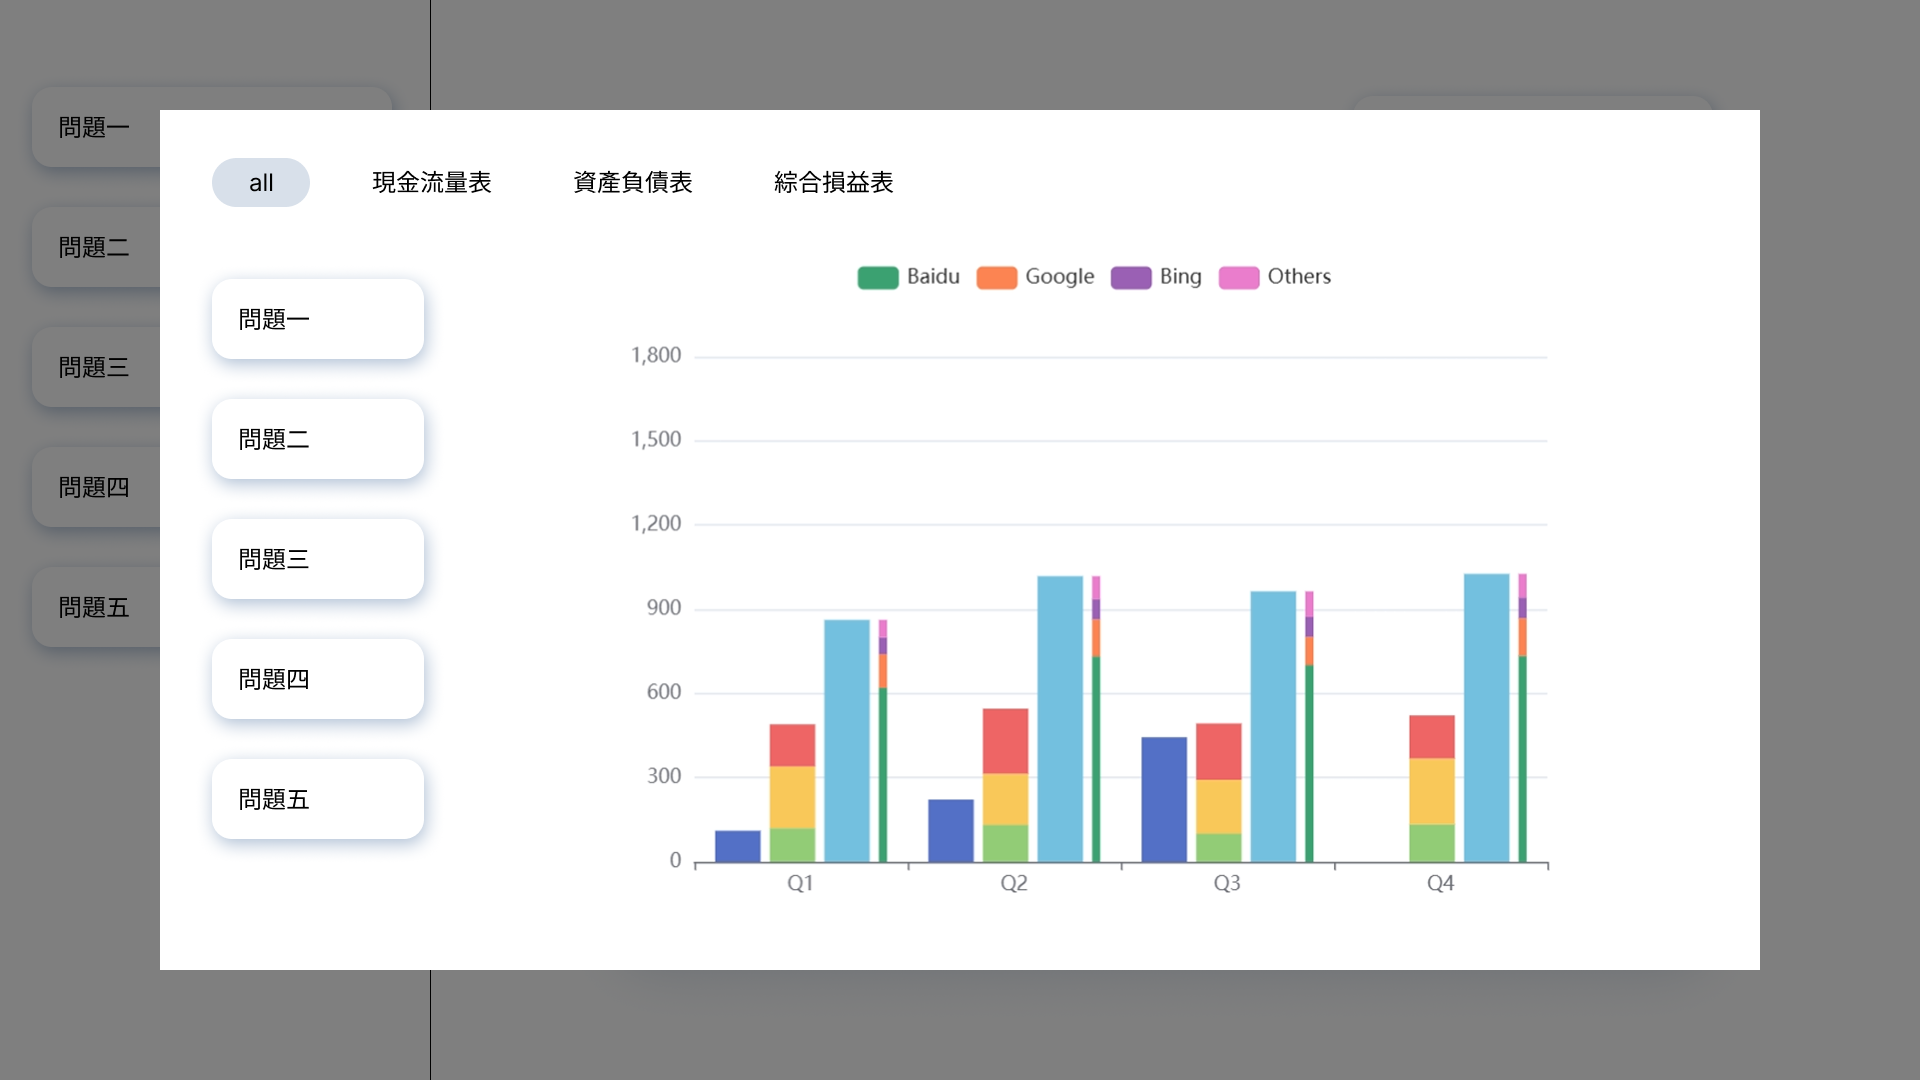 問題一
問題二
問題三
問題四
問題五
all 現金流量表 資產負債表 綜合損益表
問題一
問題二
問題三
問題四
問題五
Baidu Google Bing Others
1,800
1,500
1,200
900
600
300
0
Q1 Q2 Q3 Q4